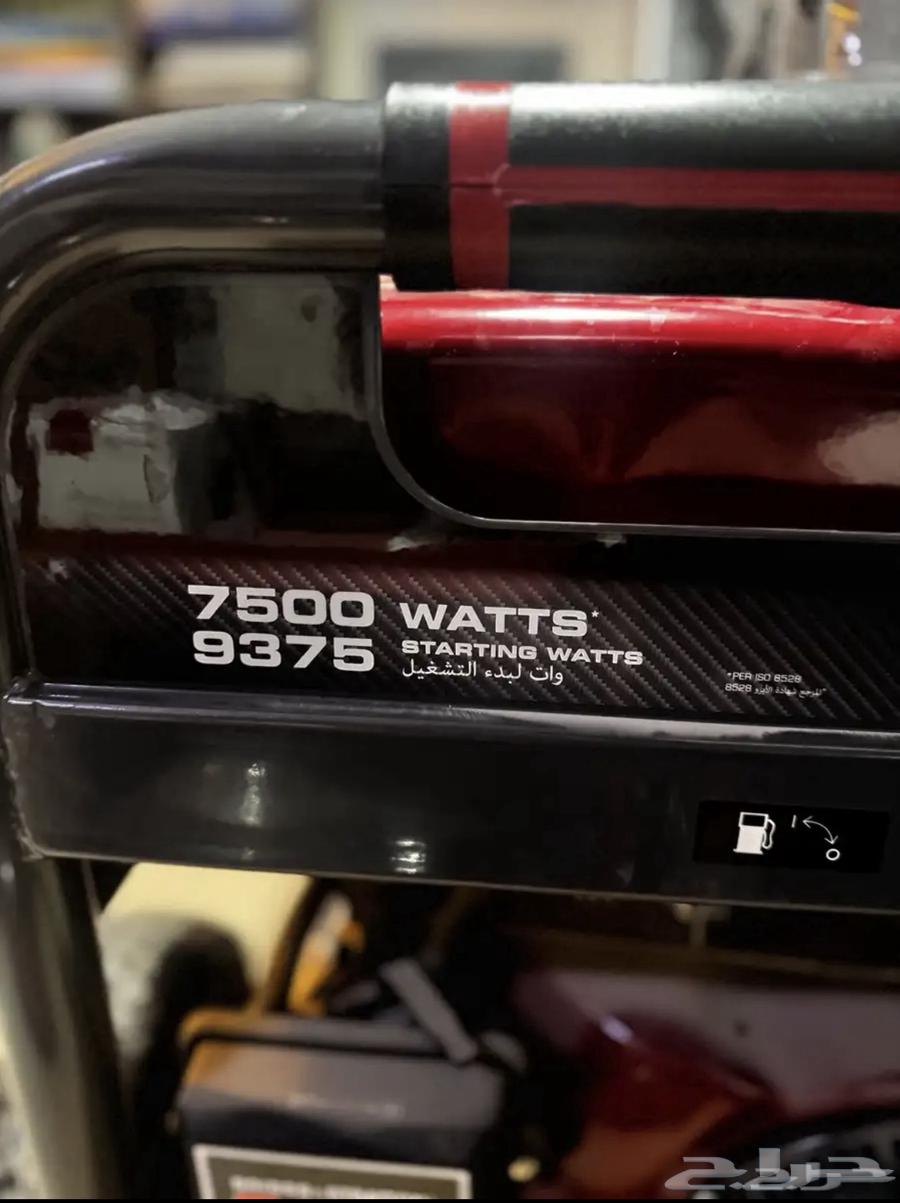 7500 WATTS*
9375 STARTING WATTS
وات لبدء التشغيل
*PER ISO 8528
*المرجع شهادة الأيزو 8528
حراج